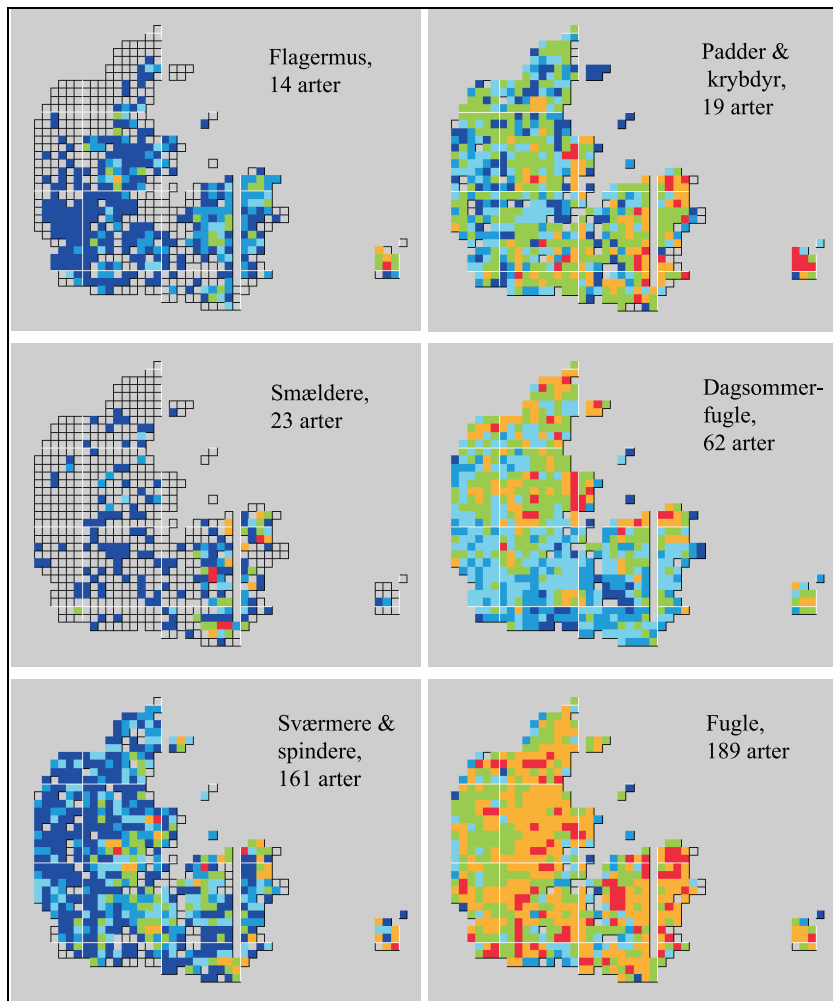 Flagermus,
14 arter
Padder &
krybdyr,
19 arter
Smældere,
23 arter
Dagsommer-
fugle,
62 arter
Sværmere &
spindere,
161 arter
Fugle,
189 arter